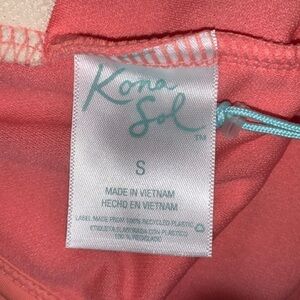 Kona
Sol
™
S
MADE IN VIETNAM
HECHO EN VIETNAM
LABEL MADE FROM 100% RECYCLED PLASTIC
ETIQUETA ELABORADA CON PLASTICO
100 % RECICLADO